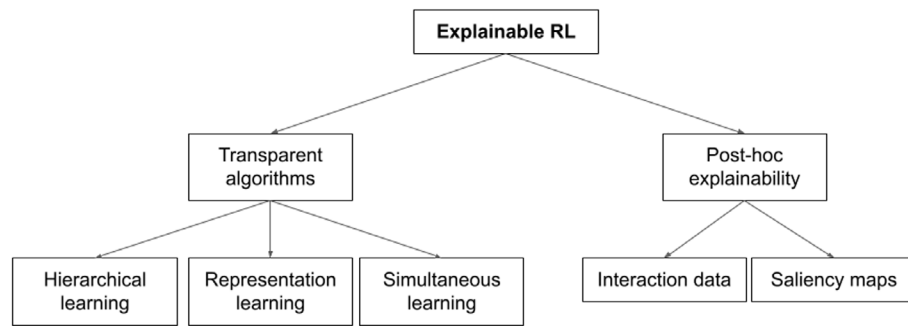 Explainable RL
Transparent
algorithms
Post-hoc
explainability
Hierarchical
learning
Representation
learning
Simultaneous
learning
Interaction data
Saliency maps